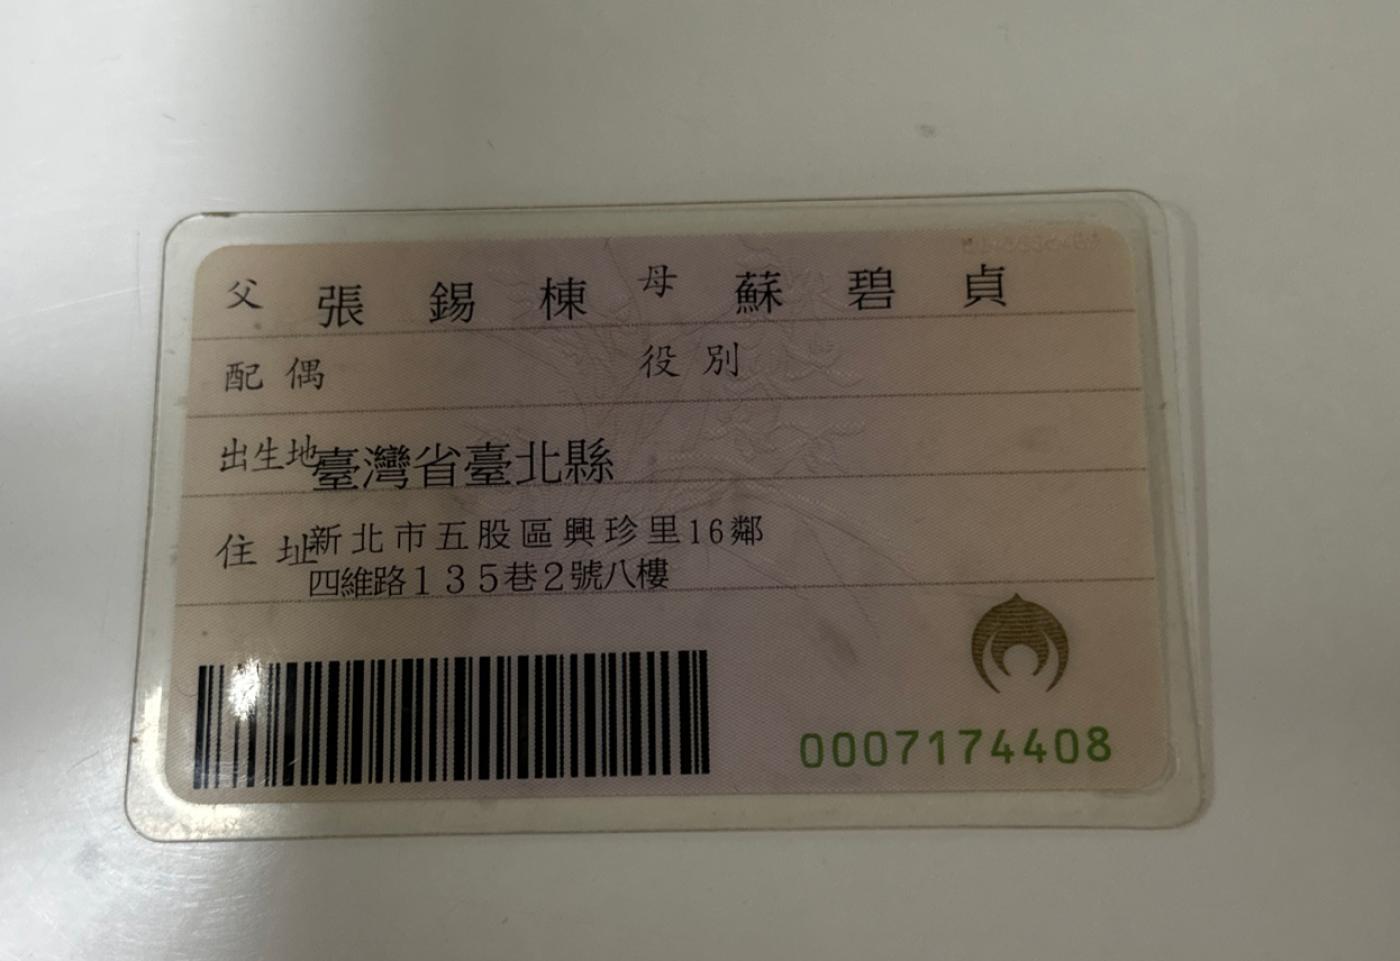 父 張錫棟 母 蘇碧貞
配偶 役別
出生地 臺灣省臺北縣
住址 新北市五股區興珍里16鄰
四維路135巷2號八樓
0007174408